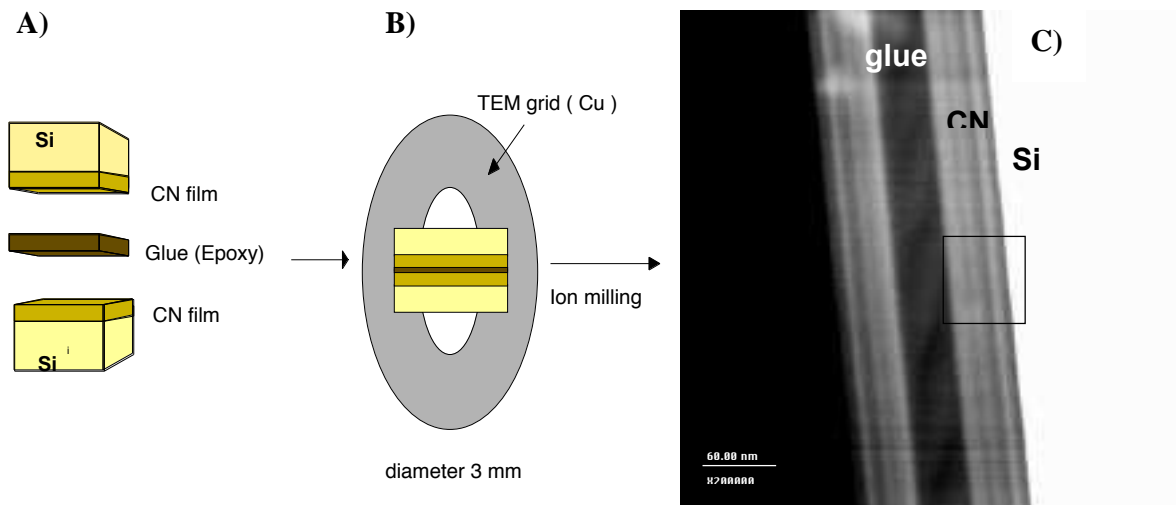 A)
B)
C)
Si
CN film
Glue (Epoxy)
CN film
Si
i
TEM grid ( Cu )
diameter 3 mm
Ion milling
glue
CN
Si
60.00 nm
X200000